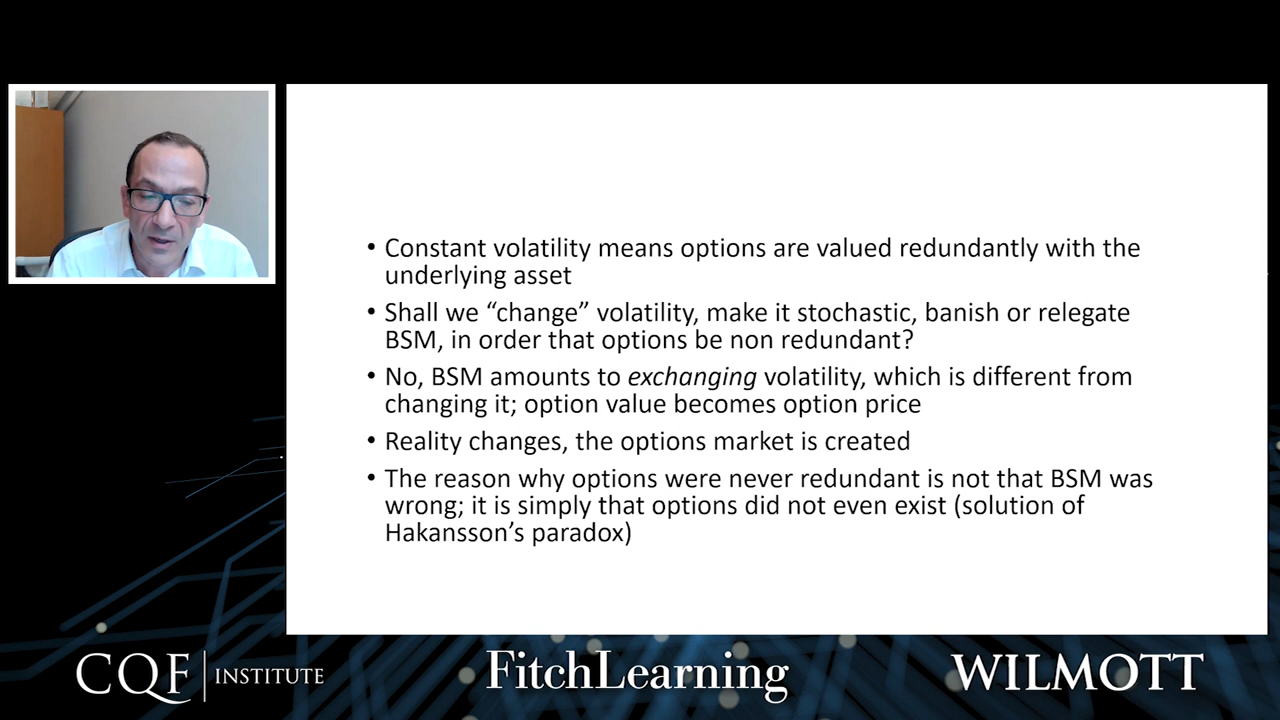 • Constant volatility means options are valued redundantly with the
underlying asset
• Shall we “change” volatility, make it stochastic, banish or relegate
BSM, in order that options be non redundant?
• No, BSM amounts to exchanging volatility, which is different from
changing it; option value becomes option price
• Reality changes, the options market is created
• The reason why options were never redundant is not that BSM was
wrong; it is simply that options did not even exist (solution of
Hakansson’s paradox)
CQF INSTITUTE
FitchLearning
WILMOTT